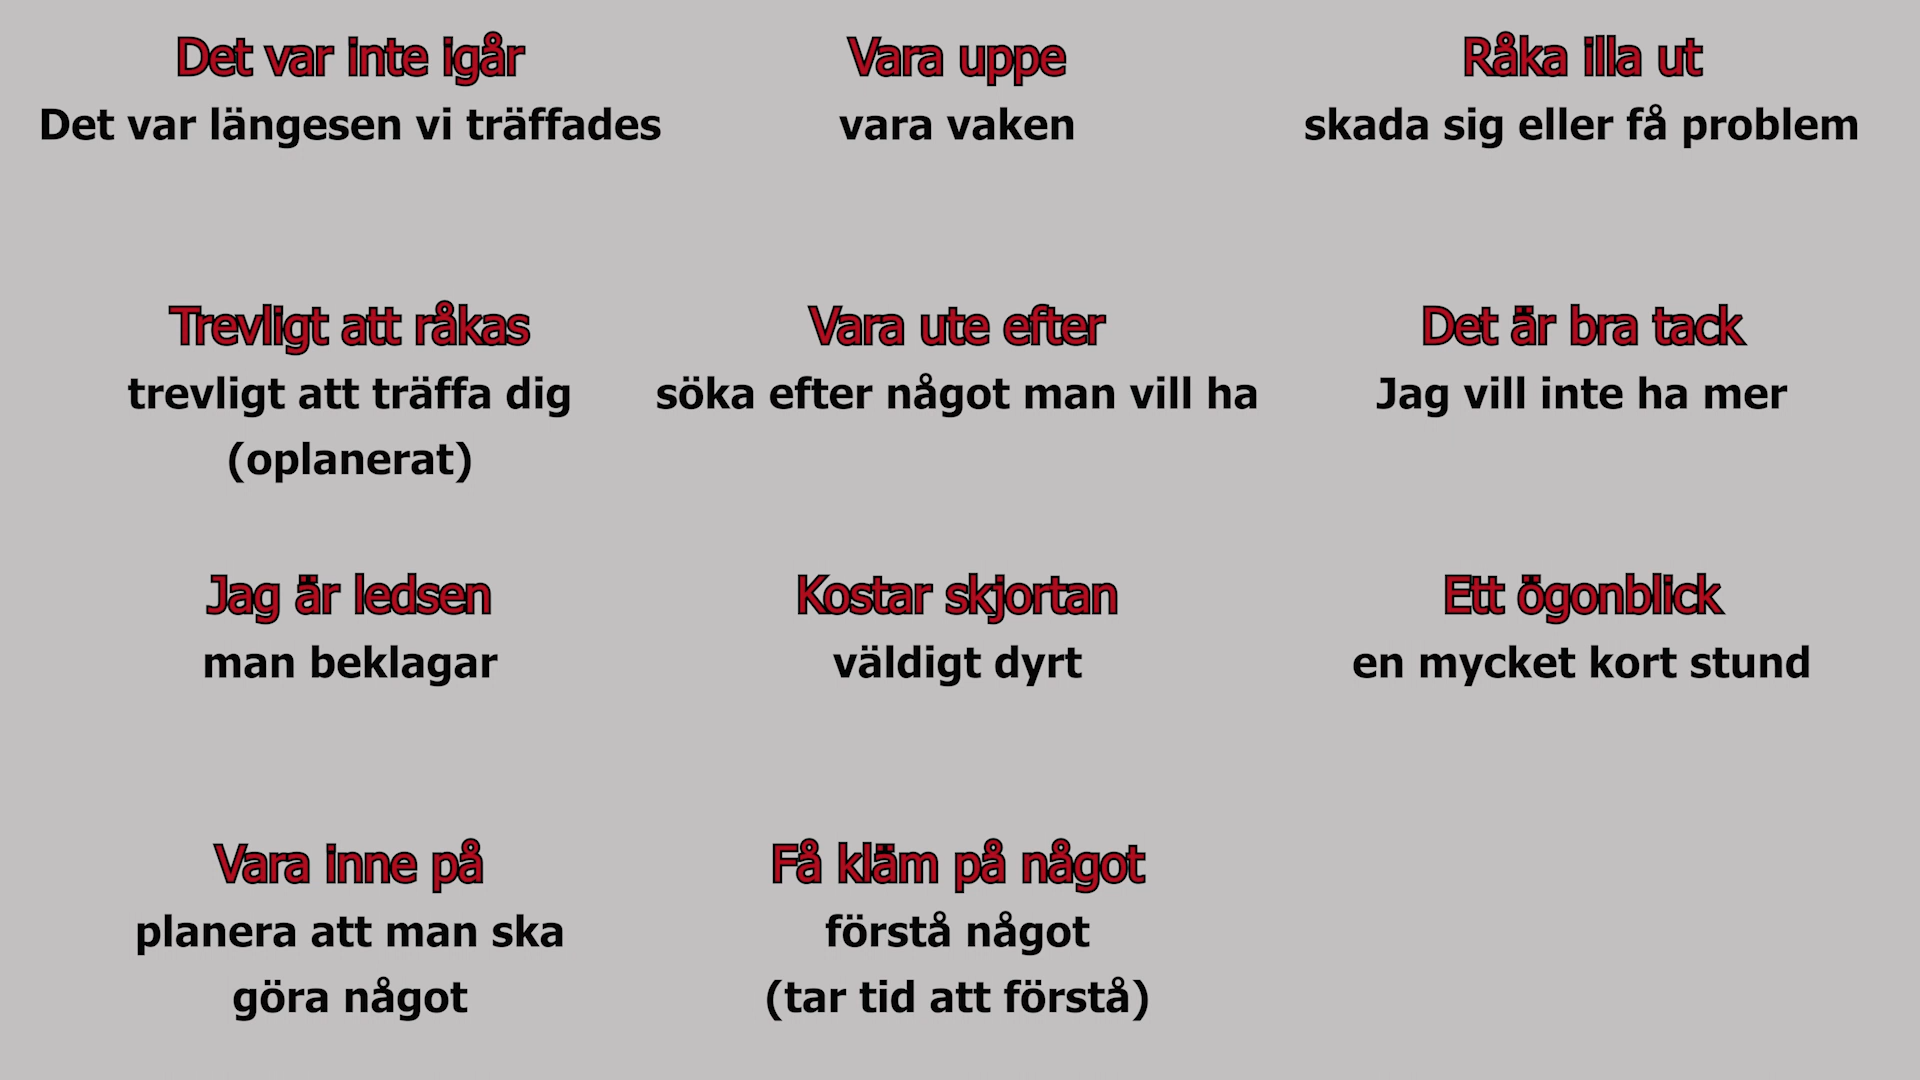 Det var inte igår
Det var längesen vi träffades
Vara uppe
vara vaken
Råka illa ut
skada sig eller få problem
Trevligt att råkas
trevligt att träffa dig
(oplanerat)
Vara ute efter
söka efter något man vill ha
Det är bra tack
Jag vill inte ha mer
Jag är ledsen
man beklagar
Kostar skjortan
väldigt dyrt
Ett ögonblick
en mycket kort stund
Vara inne på
planera att man ska
göra något
Få kläm på något
förstå något
(tar tid att förstå)